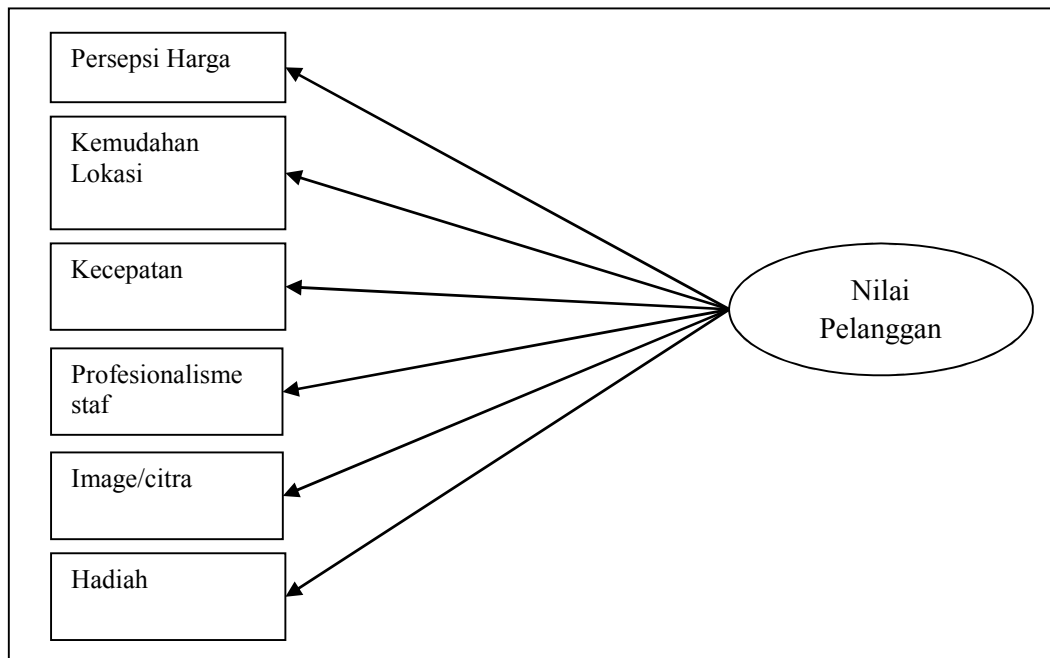 Persepsi Harga
Kemudahan
Lokasi
Kecepatan
Profesionalisme
staf
Image/citra
Hadiah
Nilai
Pelanggan